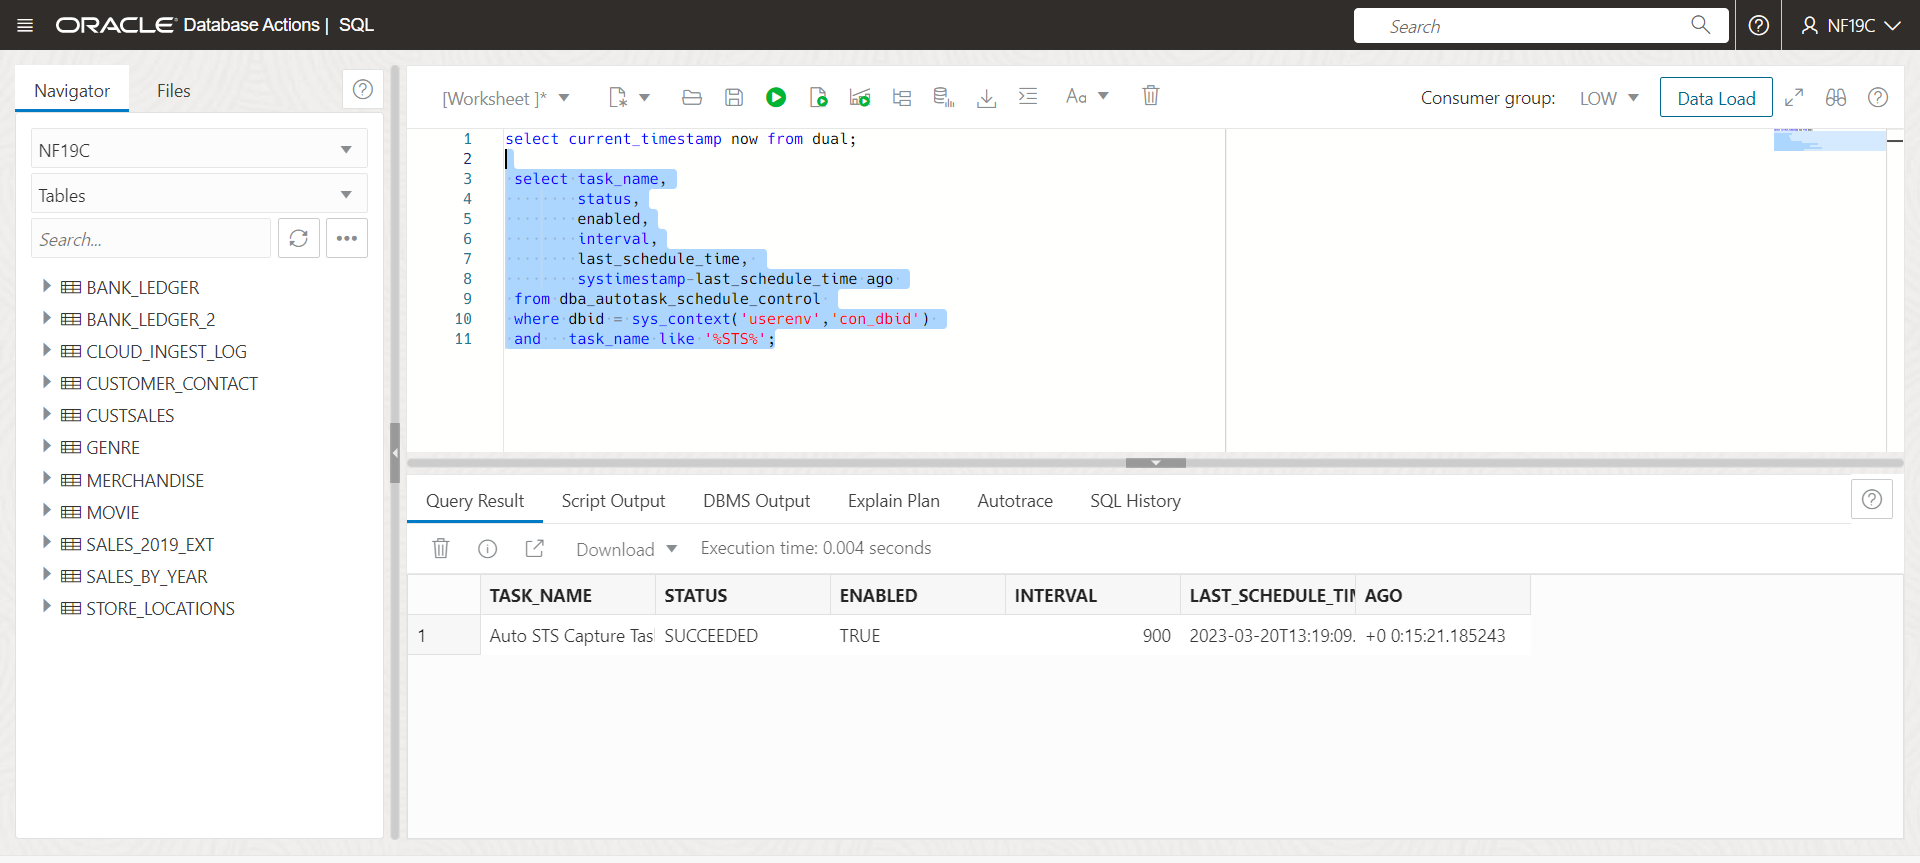 ORACLE Database Actions | SQL
Search
NF19C
Navigator
Files
NF19C
Tables
Search...
BANK_LEDGER
BANK_LEDGER_2
CLOUD_INGEST_LOG
CUSTOMER_CONTACT
CUSTSALES
GENRE
MERCHANDISE
MOVIE
SALES_2019_EXT
SALES_BY_YEAR
STORE_LOCATIONS
[Worksheet ]*
Aa
Consumer group: LOW
Data Load
1 select current_timestamp now from dual;
2
3 select task_name,
4 status,
5 enabled,
6 interval,
7 last_schedule_time,
8 systimestamp-last_schedule_time ago
9 from dba_autotask_schedule_control
10 where dbid = sys_context('userenv','con_dbid')
11 and task_name like '%STS%';
Query Result
Script Output
DBMS Output
Explain Plan
Autotrace
SQL History
Download
Execution time: 0.004 seconds
TASK_NAME STATUS ENABLED INTERVAL LAST_SCHEDULE_TIM AGO
1 Auto STS Capture Tas SUCCEEDED TRUE 900 2023-03-20T13:19:09. +0 0:15:21.185243